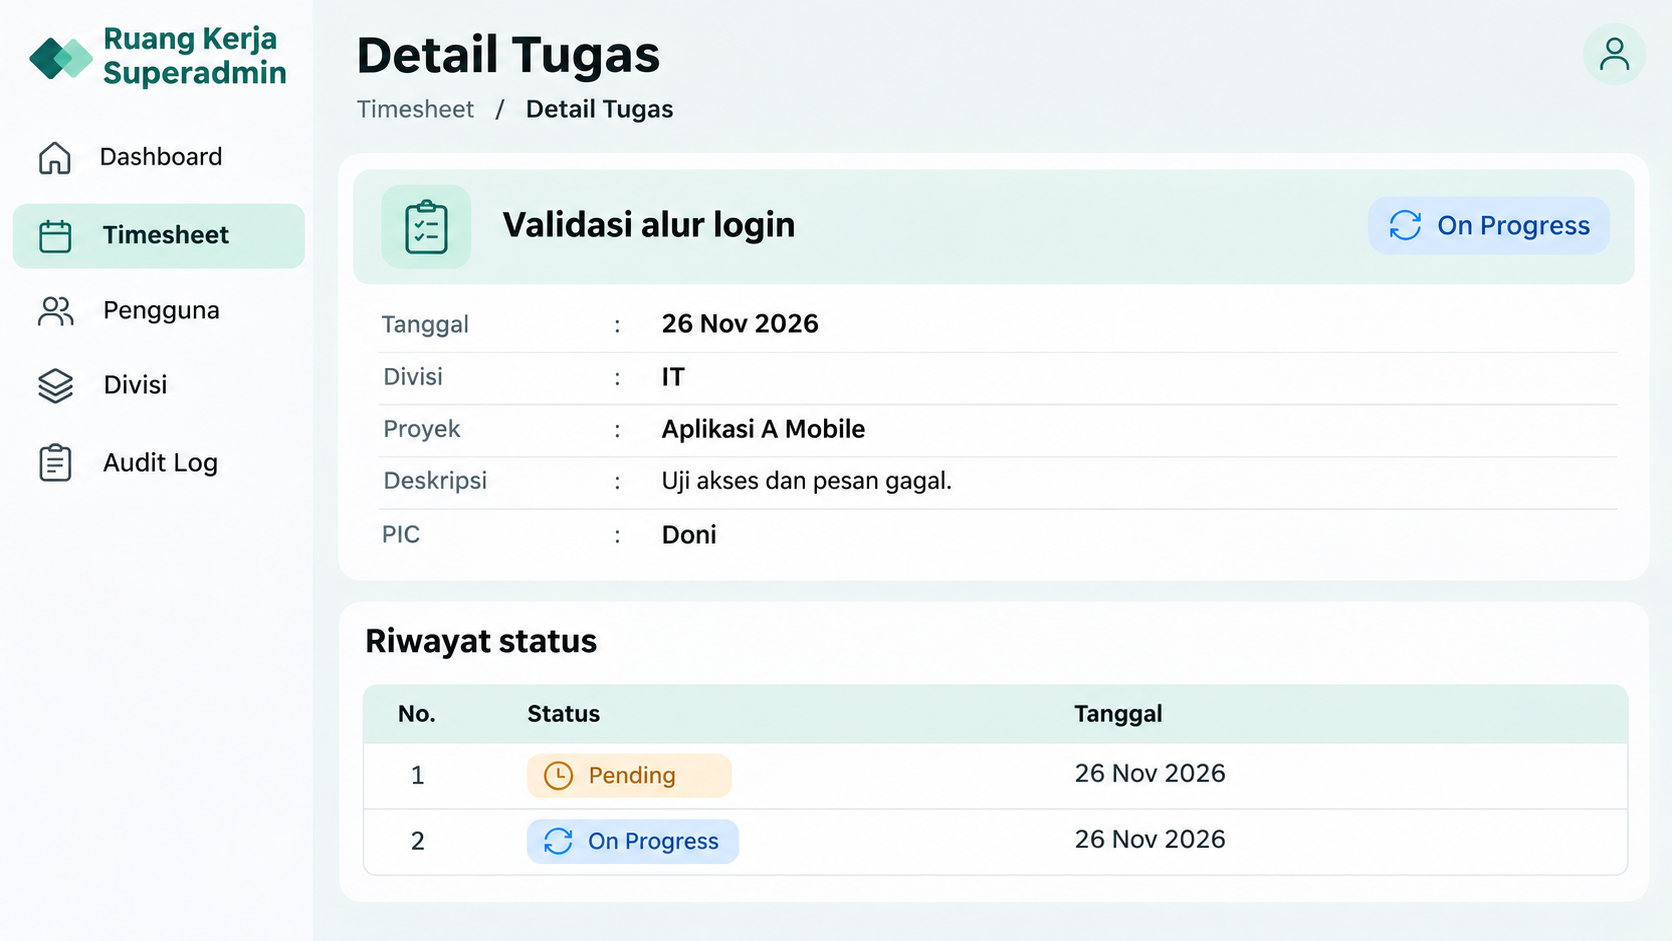 Ruang Kerja
Superadmin
Dashboard
Timesheet
Pengguna
Divisi
Audit Log
Detail Tugas
Timesheet / Detail Tugas
Validasi alur login
On Progress
Tanggal : 26 Nov 2026
Divisi : IT
Proyek : Aplikasi A Mobile
Deskripsi : Uji akses dan pesan gagal.
PIC : Doni
Riwayat status
No. Status Tanggal
1 Pending 26 Nov 2026
2 On Progress 26 Nov 2026